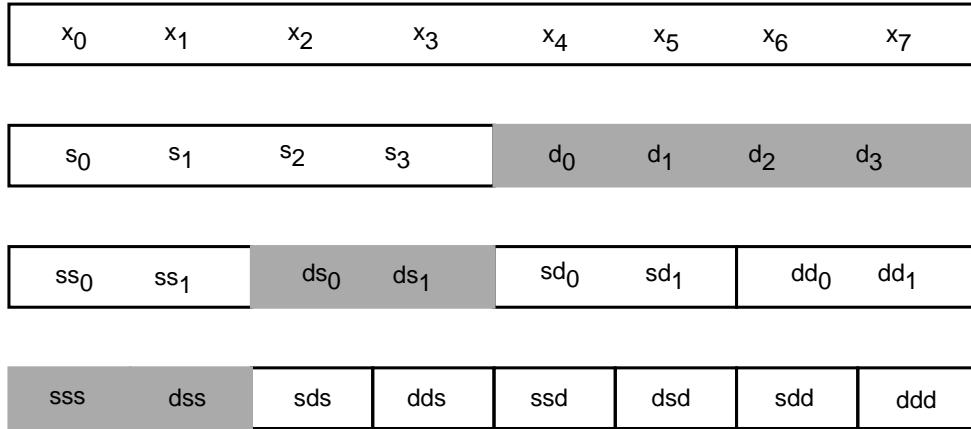 x₀ x₁ x₂ x₃ x₄ x₅ x₆ x₇
s₀ s₁ s₂ s₃ d₀ d₁ d₂ d₃
ss₀ ss₁ ds₀ ds₁ sd₀ sd₁ dd₀ dd₁
sss dss sds dds ssd dsd sdd ddd